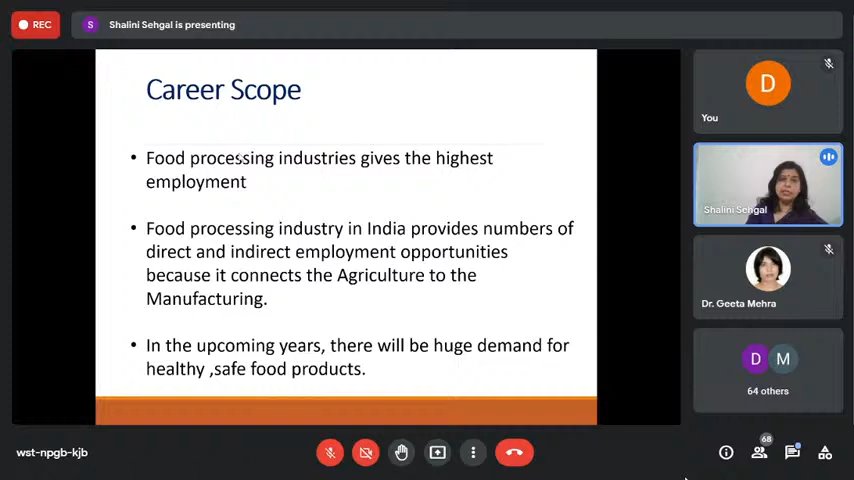 REC
S
Shalini Sehgal is presenting
Career Scope
• Food processing industries gives the highest
employment
• Food processing industry in India provides numbers of
direct and indirect employment opportunities
because it connects the Agriculture to the
Manufacturing.
• In the upcoming years, there will be huge demand for
healthy ,safe food products.
D
You
Shalini Sehgal
Dr. Geeta Mehra
D M
64 others
wst-npgb-kjb
68